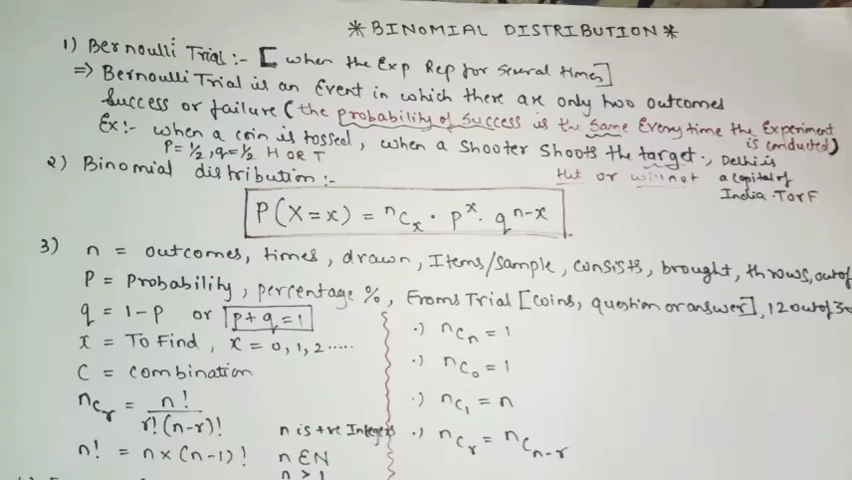 * BINOMIAL DISTRIBUTION *
1) Bernoulli Trial :- [ when the Exp Rep for several times ]
⇒ Bernoulli Trial is an Event in which there are only two outcomes
Success or failure ( the probability of success is the same Every time the Experiment
is conducted )
Ex:- when a coin is tossed, when a shooter shoots the target :, Delhi is
P = 1/2, q = 1/2 H OR T
Hit or will not a capital of
India . T or F
2) Binomial distribution :-
P(X=x) = ⁿCₓ · pˣ · qⁿ⁻ˣ
3) n = outcomes, times, drawn, Items/sample, consists, brought, throws, out of
P = Probability, percentage %, From Trial [coins, question or answer], 12 out of 30
q = 1-p or p+q=1
x = To Find, x = 0, 1, 2 .....
C = combination
ⁿCᵣ = n! / r!(n-r)!
n is +ve Integers
n! = n×(n-1)! n ∈ N
n > 1
·) ⁿCₙ = 1
·) ⁿC₀ = 1
·) ⁿC₁ = n
·) ⁿCᵣ = ⁿCₙ₋ᵣ